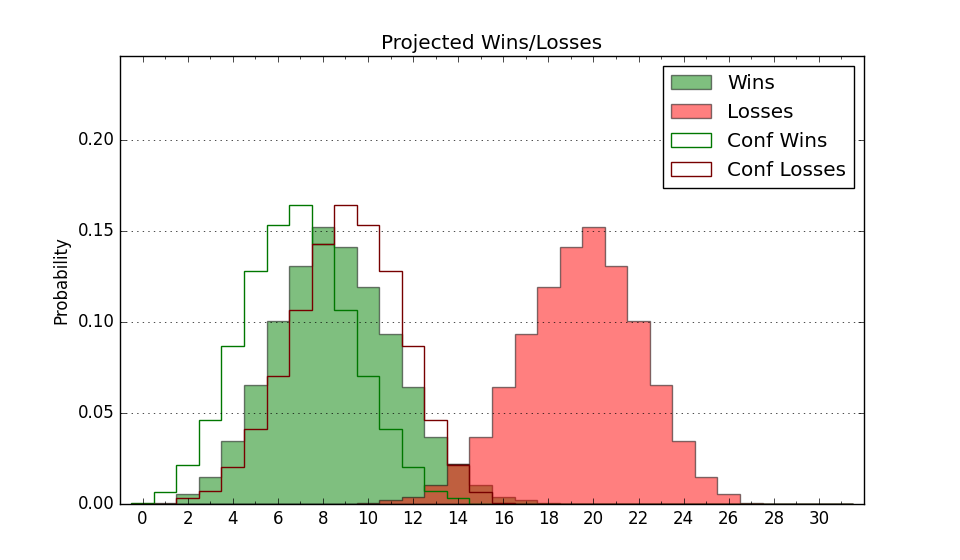 Projected Wins/Losses
Wins
Losses
Conf Wins
Conf Losses
Probability
0.20
0.15
0.10
0.05
0.00
0 2 4 6 8 10 12 14 16 18 20 22 24 26 28 30